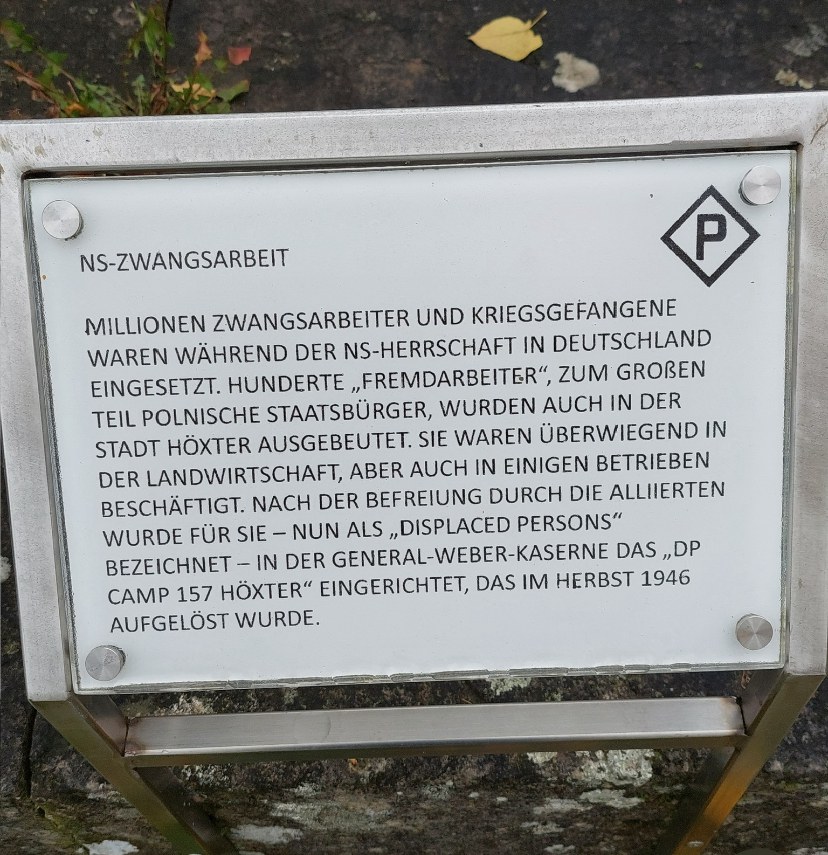 P
NS-ZWANGSARBEIT
MILLIONEN ZWANGSARBEITER UND KRIEGSGEFANGENE
WAREN WÄHREND DER NS-HERRSCHAFT IN DEUTSCHLAND
EINGESETZT. HUNDERTE „FREMDARBEITER“, ZUM GROßEN
TEIL POLNISCHE STAATSBÜRGER, WURDEN AUCH IN DER
STADT HÖXTER AUSGEBEUTET. SIE WAREN ÜBERWIEGEND IN
DER LANDWIRTSCHAFT, ABER AUCH IN EINIGEN BETRIEBEN
BESCHÄFTIGT. NACH DER BEFREIUNG DURCH DIE ALLIIERTEN
WURDE FÜR SIE – NUN ALS „DISPLACED PERSONS“
BEZEICHNET – IN DER GENERAL-WEBER-KASERNE DAS „DP
CAMP 157 HÖXTER“ EINGERICHTET, DAS IM HERBST 1946
AUFGELÖST WURDE.